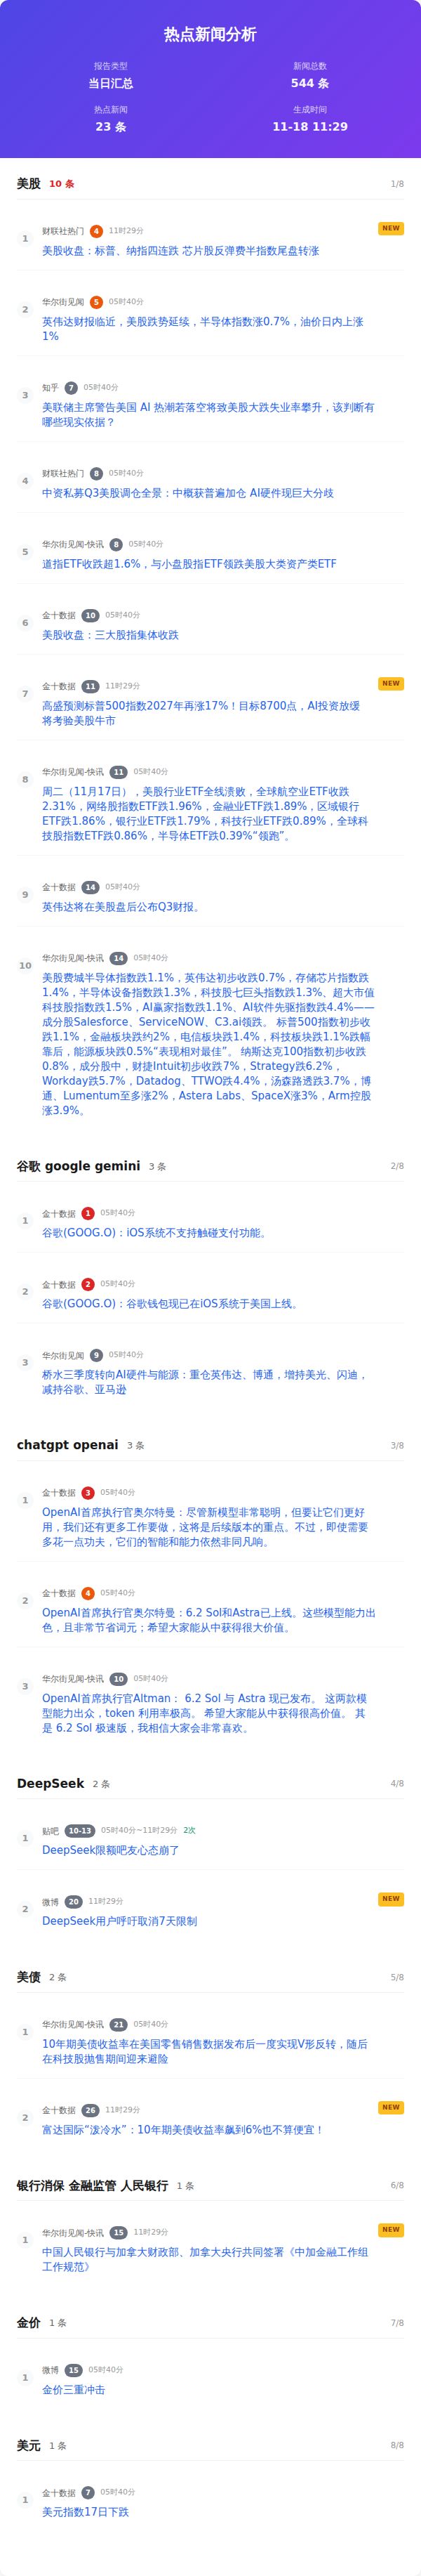 热点新闻分析
报告类型
新闻总数
当日汇总
544 条
热点新闻
生成时间
23 条
11-18 11:29
美股 10 条 1/8
1
财联社热门 4 11时29分 NEW
美股收盘：标普、纳指四连跌 芯片股反弹费半指数尾盘转涨
2
华尔街见闻 5 05时40分
英伟达财报临近，美股跌势延续，半导体指数涨0.7%，油价日内上涨
1%
3
知乎 7 05时40分
美联储主席警告美国 AI 热潮若落空将致美股大跌失业率攀升，该判断有
哪些现实依据？
4
财联社热门 8 05时40分
中资私募Q3美股调仓全景：中概获普遍加仓 AI硬件现巨大分歧
5
华尔街见闻-快讯 8 05时40分
道指ETF收跌超1.6%，与小盘股指ETF领跌美股大类资产类ETF
6
金十数据 10 05时40分
美股收盘：三大股指集体收跌
7
金十数据 11 11时29分 NEW
高盛预测标普500指数2027年再涨17%！目标8700点，AI投资放缓
将考验美股牛市
8
华尔街见闻-快讯 11 05时40分
周二（11月17日），美股行业ETF全线溃败，全球航空业ETF收跌
2.31%，网络股指数ETF跌1.96%，金融业ETF跌1.89%，区域银行
ETF跌1.86%，银行业ETF跌1.79%，科技行业ETF跌0.89%，全球科
技股指数ETF跌0.86%，半导体ETF跌0.39%“领跑”。
9
金十数据 14 05时40分
英伟达将在美股盘后公布Q3财报。
10
华尔街见闻-快讯 14 05时40分
美股费城半导体指数跌1.1%，英伟达初步收跌0.7%，存储芯片指数跌
1.4%，半导体设备指数跌1.3%，科技股七巨头指数跌1.3%、超大市值
科技股指数跌1.5%，AI赢家指数跌1.1%、AI软件先驱指数跌4.4%——
成分股Salesforce、ServiceNOW、C3.ai领跌。 标普500指数初步收
跌1.1%，金融板块跌约2%，电信板块跌1.4%，科技板块跌1.1%跌幅
靠后，能源板块跌0.5%“表现相对最佳”。 纳斯达克100指数初步收跌
0.8%，成分股中，财捷Intuit初步收跌7%，Strategy跌6.2%，
Workday跌5.7%，Datadog、TTWO跌4.4%，汤森路透跌3.7%，博
通、Lumentum至多涨2%，Astera Labs、SpaceX涨3%，Arm控股
涨3.9%。
谷歌 google gemini 3 条 2/8
1
金十数据 1 05时40分
谷歌(GOOG.O)：iOS系统不支持触碰支付功能。
2
金十数据 2 05时40分
谷歌(GOOG.O)：谷歌钱包现已在iOS系统于美国上线。
3
华尔街见闻 9 05时40分
桥水三季度转向AI硬件与能源：重仓英伟达、博通，增持美光、闪迪，
减持谷歌、亚马逊
chatgpt openai 3 条 3/8
1
金十数据 3 05时40分
OpenAI首席执行官奥尔特曼：尽管新模型非常聪明，但要让它们更好
用，我们还有更多工作要做，这将是后续版本的重点。不过，即使需要
多花一点功夫，它们的智能和能力依然非同凡响。
2
金十数据 4 05时40分
OpenAI首席执行官奥尔特曼：6.2 Sol和Astra已上线。这些模型能力出
色，且非常节省词元；希望大家能从中获得很大价值。
3
华尔街见闻-快讯 10 05时40分
OpenAI首席执行官Altman： 6.2 Sol 与 Astra 现已发布。 这两款模
型能力出众，token 利用率极高。 希望大家能从中获得很高价值。 其
是 6.2 Sol 极速版，我相信大家会非常喜欢、
DeepSeek 2 条 4/8
1
贴吧 10-13 05时40分~11时29分 2次
DeepSeek限额吧友心态崩了
2
微博 20 11时29分 NEW
DeepSeek用户呼吁取消7天限制
美债 2 条 5/8
1
华尔街见闻-快讯 21 05时40分
10年期美债收益率在美国零售销售数据发布后一度实现V形反转，随后
在科技股抛售期间迎来避险
2
金十数据 26 11时29分 NEW
富达国际“泼冷水”：10年期美债收益率飙到6%也不算便宜！
银行消保 金融监管 人民银行 1 条 6/8
1
华尔街见闻-快讯 15 11时29分 NEW
中国人民银行与加拿大财政部、加拿大央行共同签署《中加金融工作组
工作规范》
金价 1 条 7/8
1
微博 15 05时40分
金价三重冲击
美元 1 条 8/8
1
金十数据 7 05时40分
美元指数17日下跌